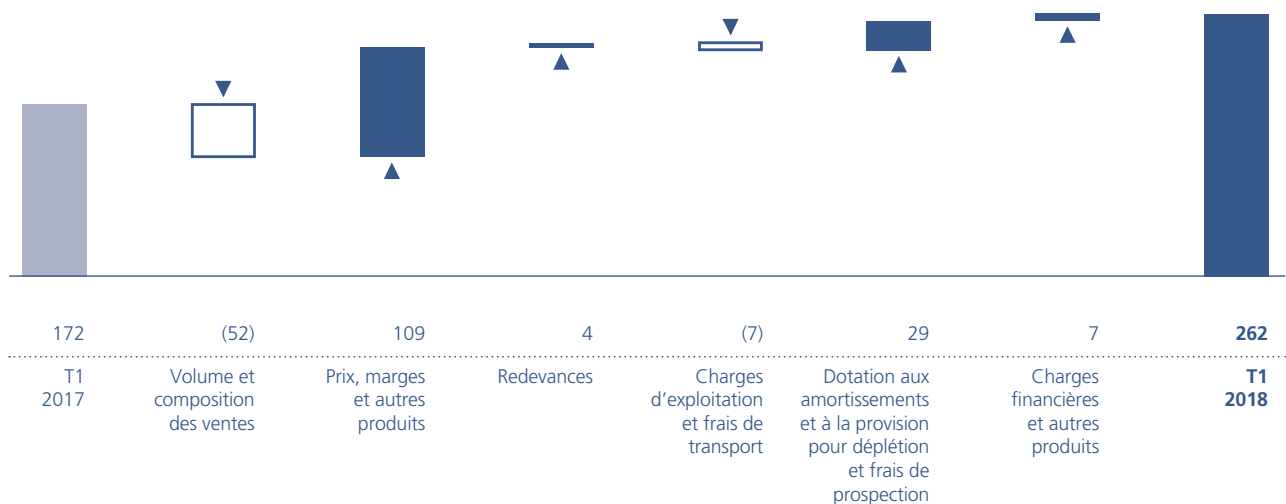 172 (52) 109 4 (7) 29 7 262
T1
2017
Volume et
composition
des ventes
Prix, marges
et autres
produits
Redevances
Charges
d’exploitation
et frais de
transport
Dotation aux
amortissements
et à la provision
pour déplétion
et frais de
prospection
Charges
financières
et autres
produits
T1
2018